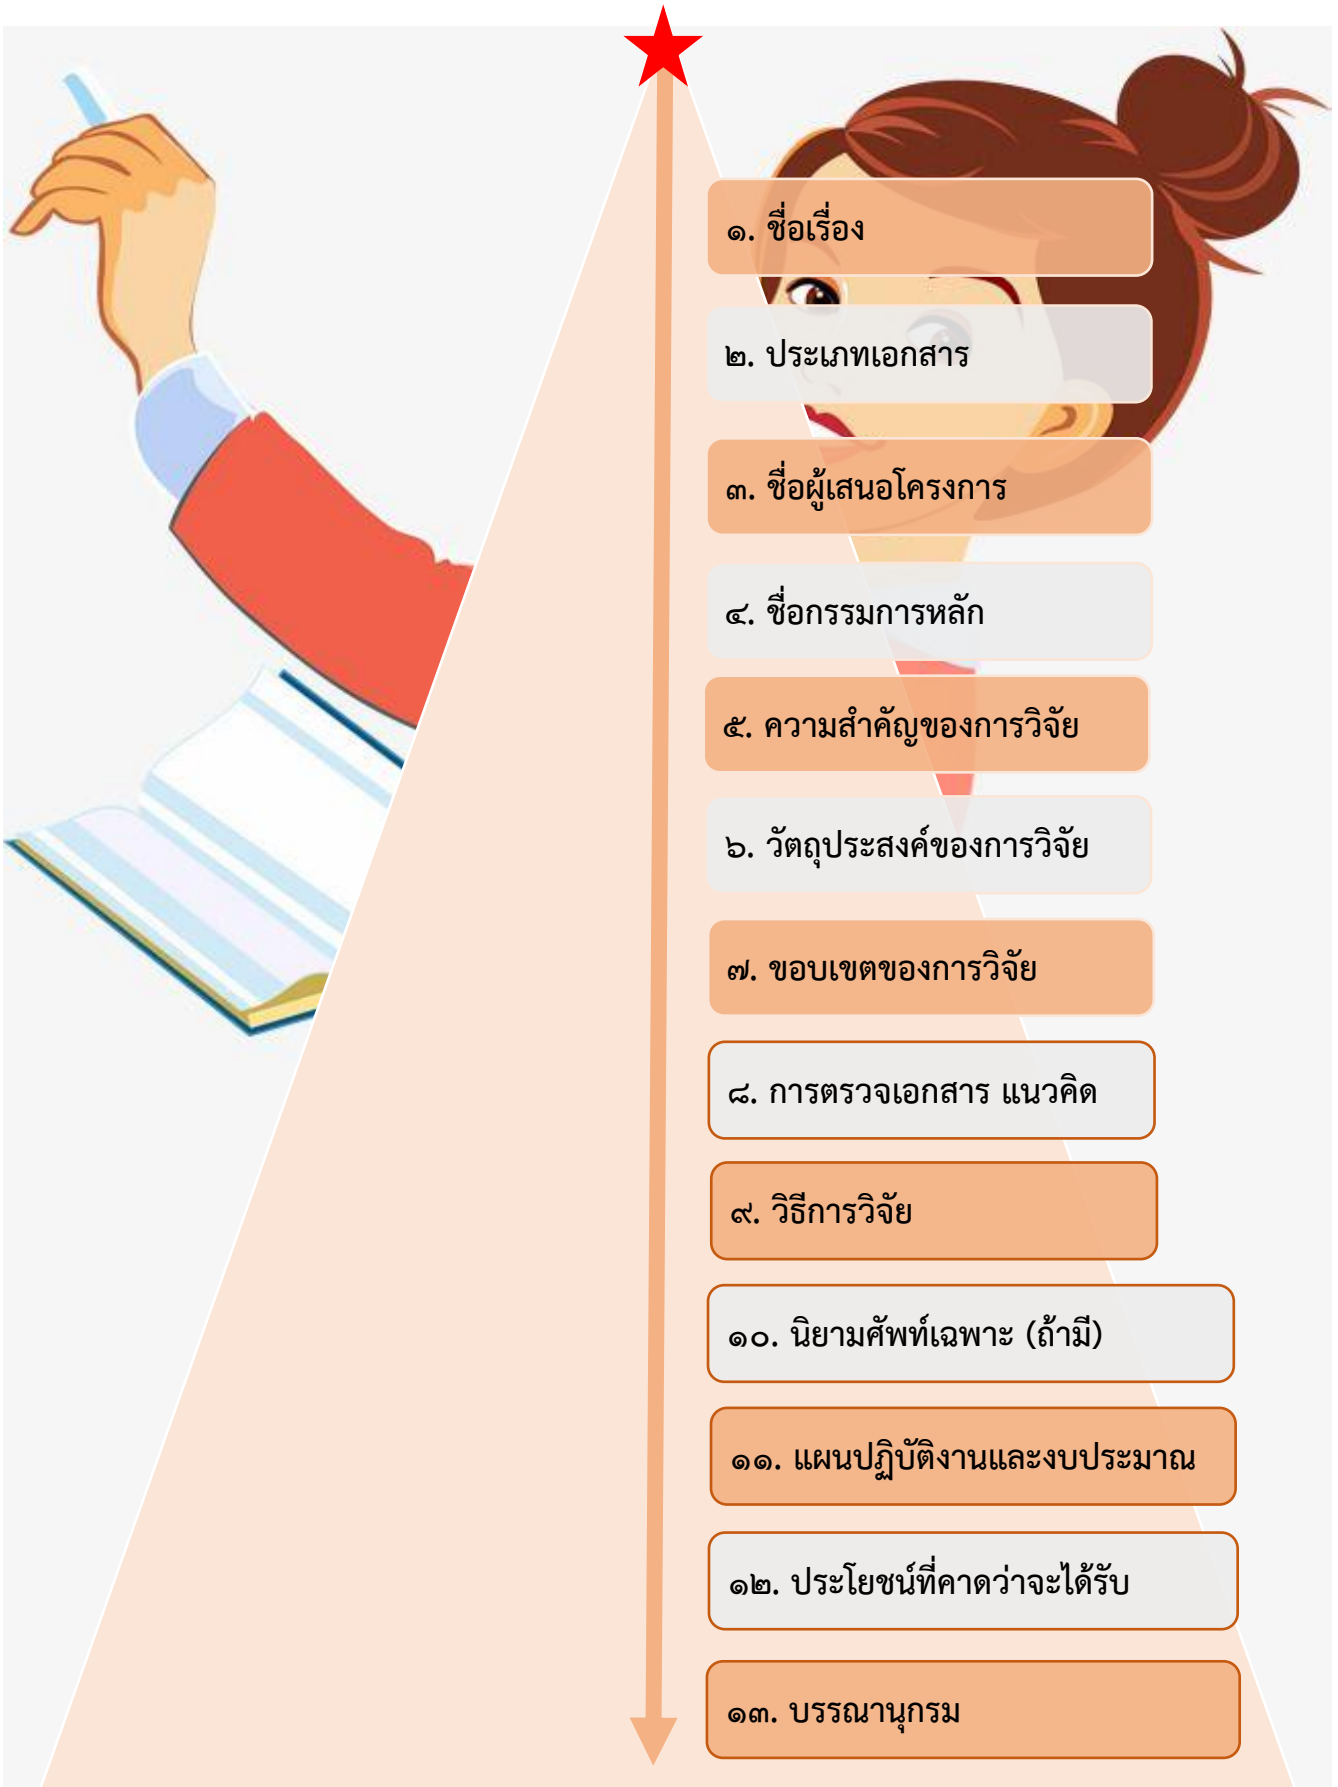 ๑. ชื่อเรื่อง
๒. ประเภทเอกสาร
๓. ชื่อผู้เสนอโครงการ
๔. ชื่อกรรมการหลัก
๕. ความสำคัญของการวิจัย
๖. วัตถุประสงค์ของการวิจัย
๗. ขอบเขตของการวิจัย
๘. การตรวจเอกสาร แนวคิด
๙. วิธีการวิจัย
๑๐. นิยามศัพท์เฉพาะ (ถ้ามี)
๑๑. แผนปฏิบัติงานและงบประมาณ
๑๒. ประโยชน์ที่คาดว่าจะได้รับ
๑๓. บรรณานุกรม